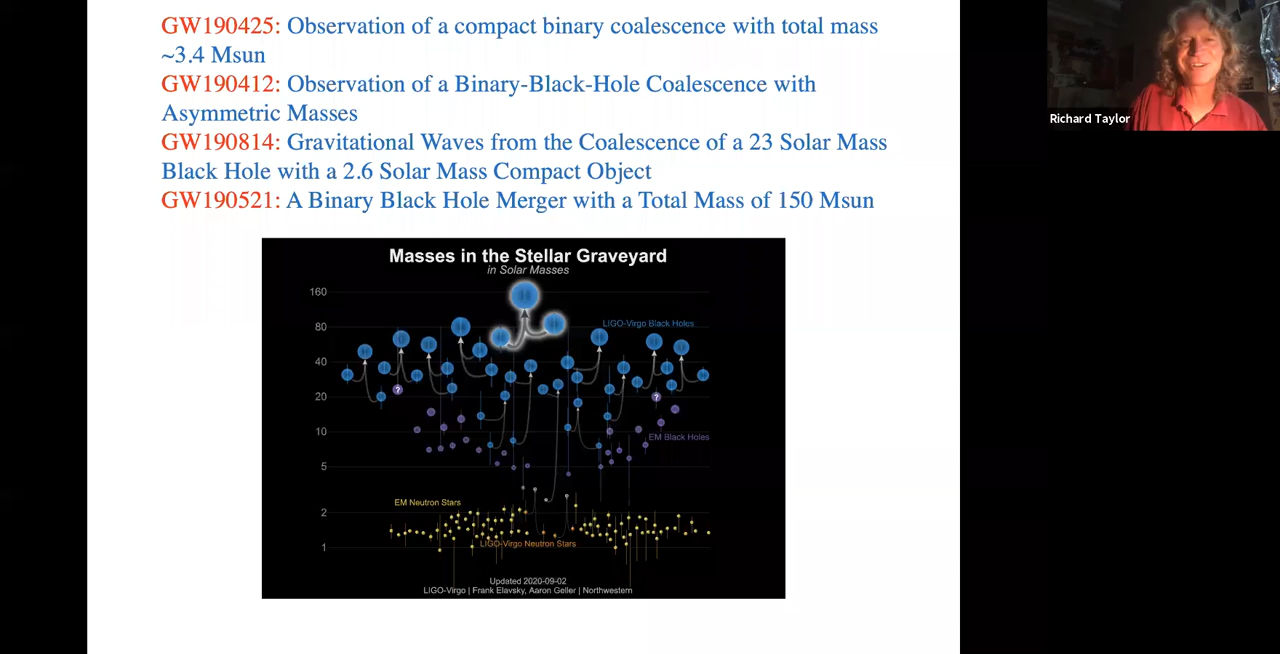 GW190425: Observation of a compact binary coalescence with total mass
~3.4 Msun
GW190412: Observation of a Binary-Black-Hole Coalescence with
Asymmetric Masses
GW190814: Gravitational Waves from the Coalescence of a 23 Solar Mass
Black Hole with a 2.6 Solar Mass Compact Object
GW190521: A Binary Black Hole Merger with a Total Mass of 150 Msun
Richard Taylor
Masses in the Stellar Graveyard
in Solar Masses
160
80
LIGO-Virgo Black Holes
40
20
?
?
10
EM Black Holes
5
EM Neutron Stars
2
LIGO-Virgo Neutron Stars
1
Updated 2020-09-02
LIGO-Virgo | Frank Elavsky, Aaron Geller | Northwestern